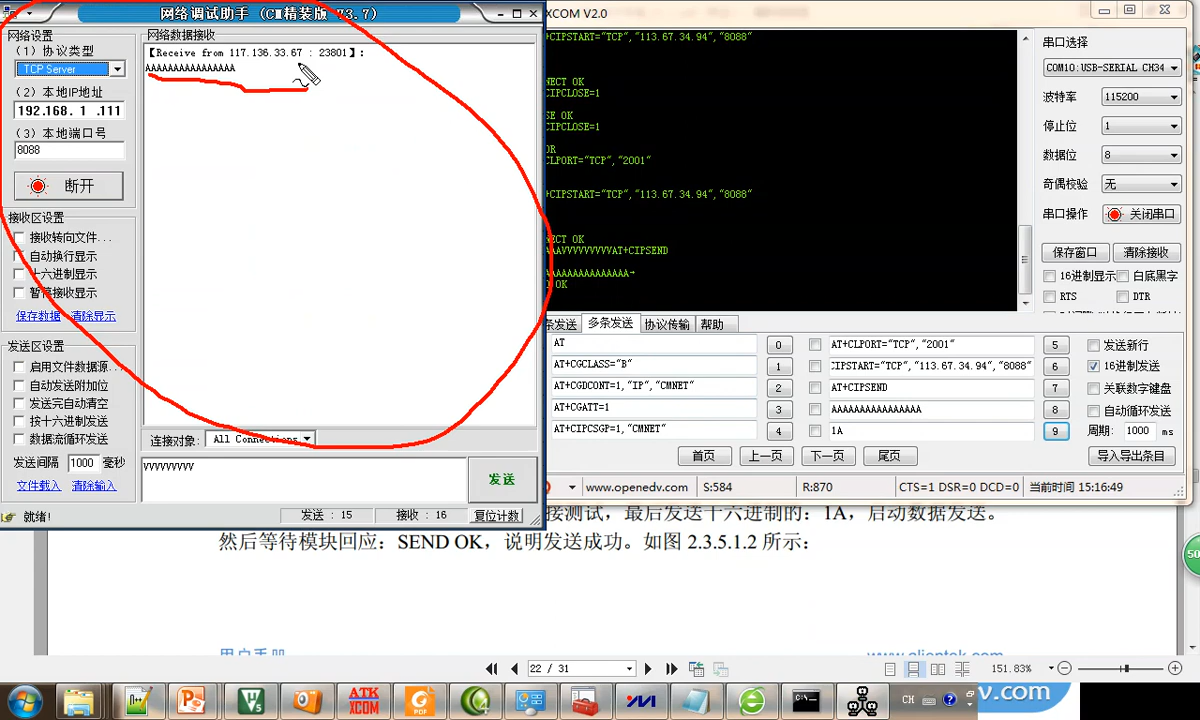 网络调试助手 (CM精装版 V3.7)
网络设置
(1) 协议类型
TCP Server
(2) 本地IP地址
192.168. 1 .111
(3) 本地端口号
8088
断开
接收区设置
接收转向文件...
自动换行显示
十六进制显示
暂停接收显示
保存数据 清除显示
发送区设置
启用文件数据源...
自动发送附加位
发送完自动清空
按十六进制发送
数据流循环发送
发送间隔 1000 毫秒
文件载入 清除输入
网络数据接收
【Receive from 117.136.33.67 : 23801】:
AAAAAAAAAAAAAAAA
连接对象: All Connections
VVVVVVVVV
发送
就绪!
发送 : 15
接收 : 16
复位计数
XCOM V2.0
+CIPSTART="TCP","113.67.34.94","8088"
NECT OK
CIPCLOSE=1
SE OK
CIPCLOSE=1
OR
CLPORT="TCP","2001"
+CIPSTART="TCP","113.67.34.94","8088"
NECT OK
AAAVVVVVVVVVAT+CIPSEND
AAAAAAAAAAAAAAA→
D OK
串口选择
COM10:USB-SERIAL CH34
波特率 115200
停止位 1
数据位 8
奇偶校验 无
串口操作 关闭串口
保存窗口 清除接收
16进制显示 白底黑字
RTS DTR
条发送 多条发送 协议传输 帮助
AT 0
AT+CGCLASS="B" 1
AT+CGDCONT=1,"IP","CMNET" 2
AT+CGATT=1 3
AT+CIPCSGP=1,"CMNET" 4
AT+CLPORT="TCP","2001" 5
CIPSTART="TCP","113.67.34.94","8088" 6
AT+CIPSEND 7
AAAAAAAAAAAAAAAA 8
1A 9
发送新行
16进制发送
关联数字键盘
自动循环发送
周期: 1000 ms
首页 上一页 下一页 尾页
导入导出条目
www.openedv.com S:584 R:870 CTS=1 DSR=0 DCD=0 当前时间 15:16:49
接测试，最后发送十六进制的：1A，启动数据发送。
然后等待模块回应：SEND OK，说明发送成功。如图 2.3.5.1.2 所示：
用户手册
www.alientek.com
50
22 / 31
151.83%
ATK
XCOM
PDF
CH
v.com